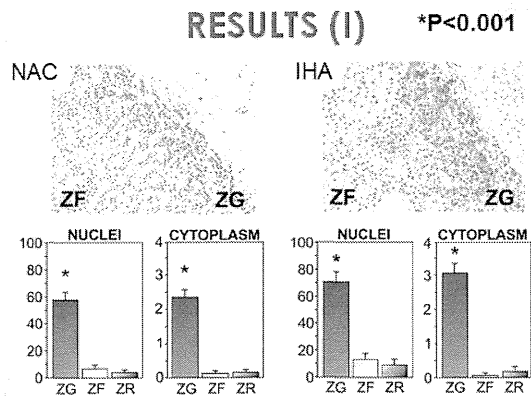 RESULTS (I) *P<0.001
NAC IHA
ZF ZG ZF ZG
NUCLEI CYTOPLASM NUCLEI CYTOPLASM
100 4 100 4
80 3 80 3
60 2 60 2
40 1 40 1
20 0 20 0
0 0
* * * *
ZG ZF ZR ZG ZF ZR ZG ZF ZR ZG ZF ZR